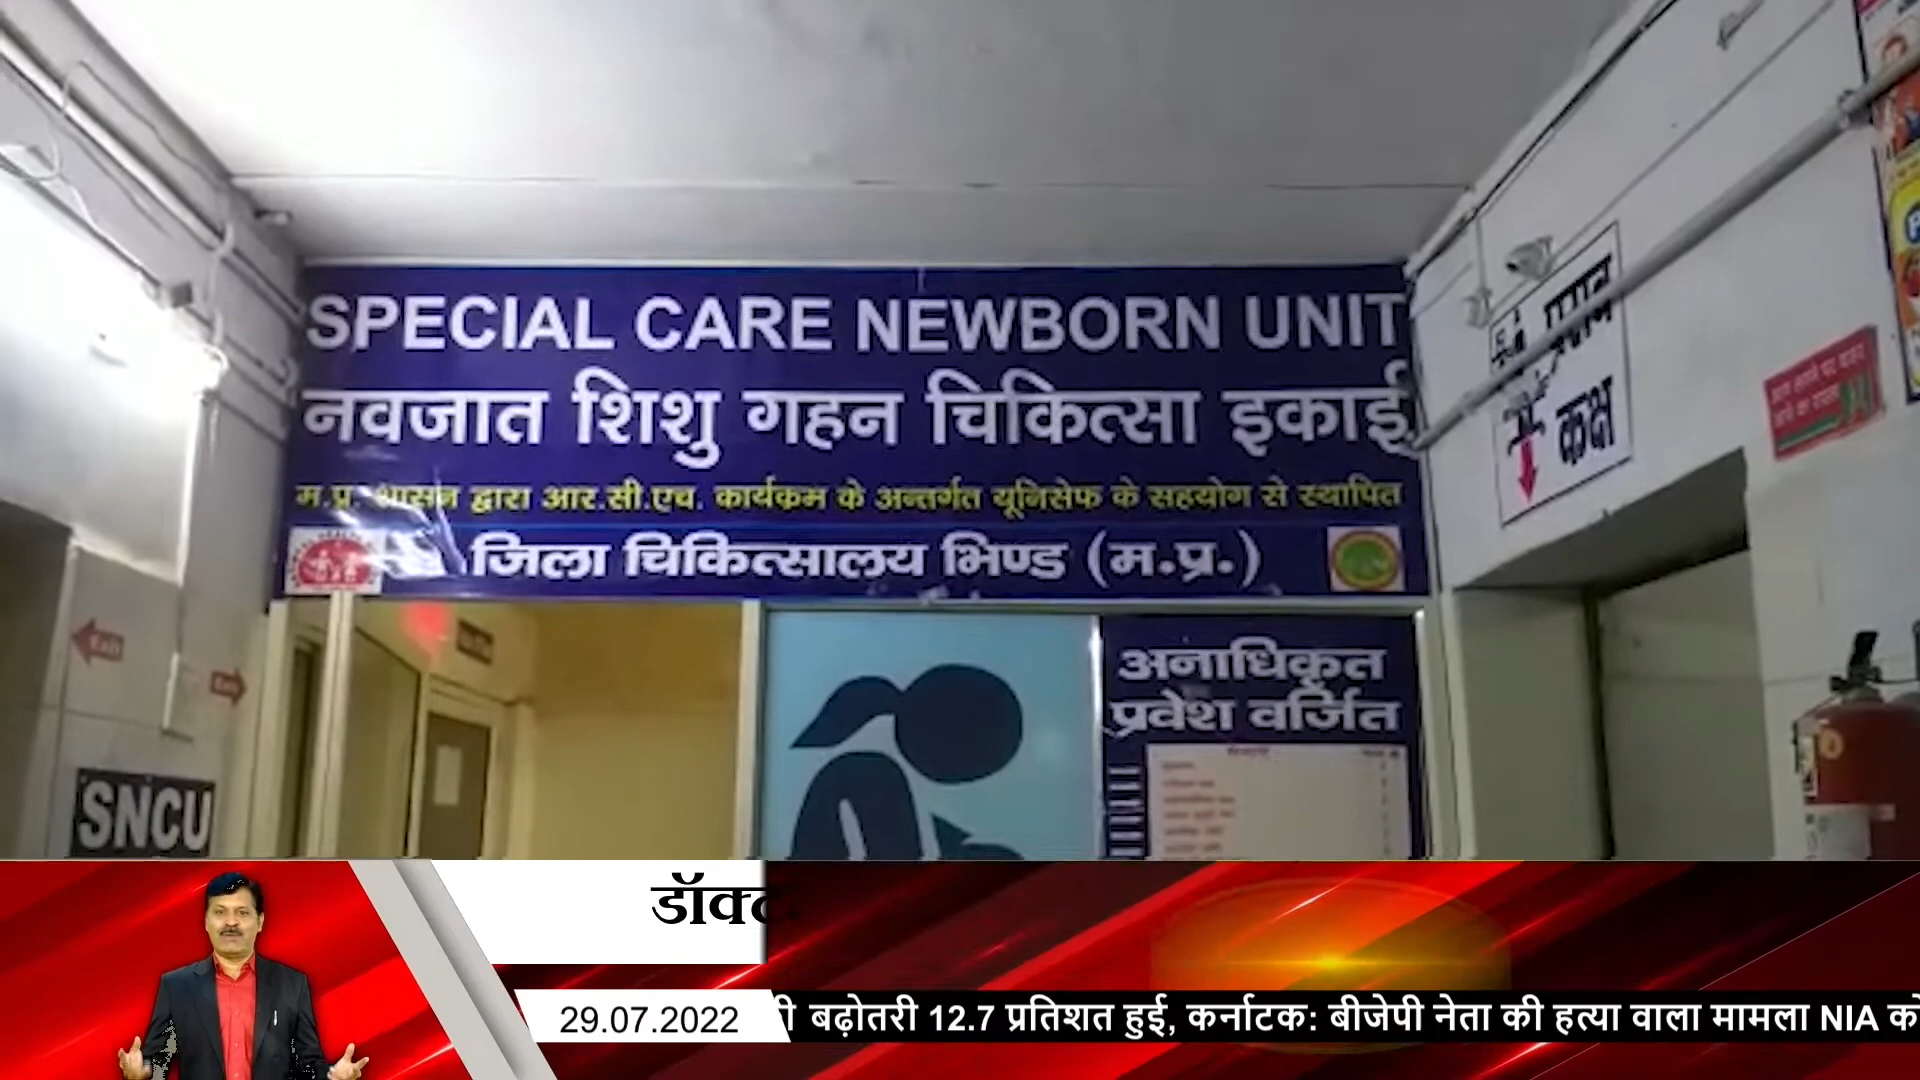 SPECIAL CARE NEWBORN UNIT
नवजात शिशु गहन चिकित्सा इकाई
म.प्र. शासन द्वारा आर.सी.एच. कार्यक्रम के अन्तर्गत यूनिसेफ के सहयोग से स्थापित
जिला चिकित्सालय भिण्ड (म.प्र.)
कक्ष
Exit
अनाधिकृत
प्रवेश वर्जित
SNCU
डॉक्ट
29.07.2022
ी बढ़ोतरी 12.7 प्रतिशत हुई, कर्नाटक: बीजेपी नेता की हत्या वाला मामला NIA को